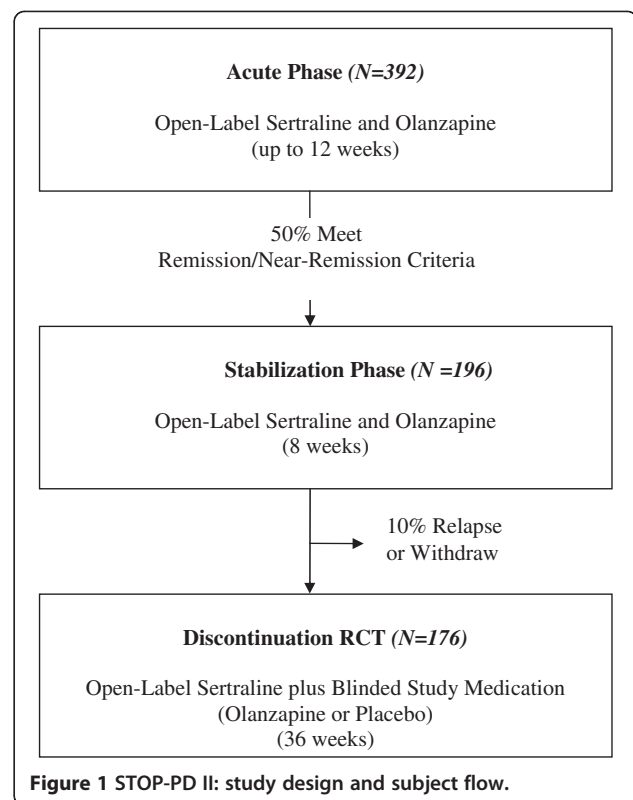 Acute Phase (N=392)
Open-Label Sertraline and Olanzapine
(up to 12 weeks)
50% Meet
Remission/Near-Remission Criteria
Stabilization Phase (N =196)
Open-Label Sertraline and Olanzapine
(8 weeks)
10% Relapse
or Withdraw
Discontinuation RCT (N=176)
Open-Label Sertraline plus Blinded Study Medication
(Olanzapine or Placebo)
(36 weeks)
Figure 1 STOP-PD II: study design and subject flow.